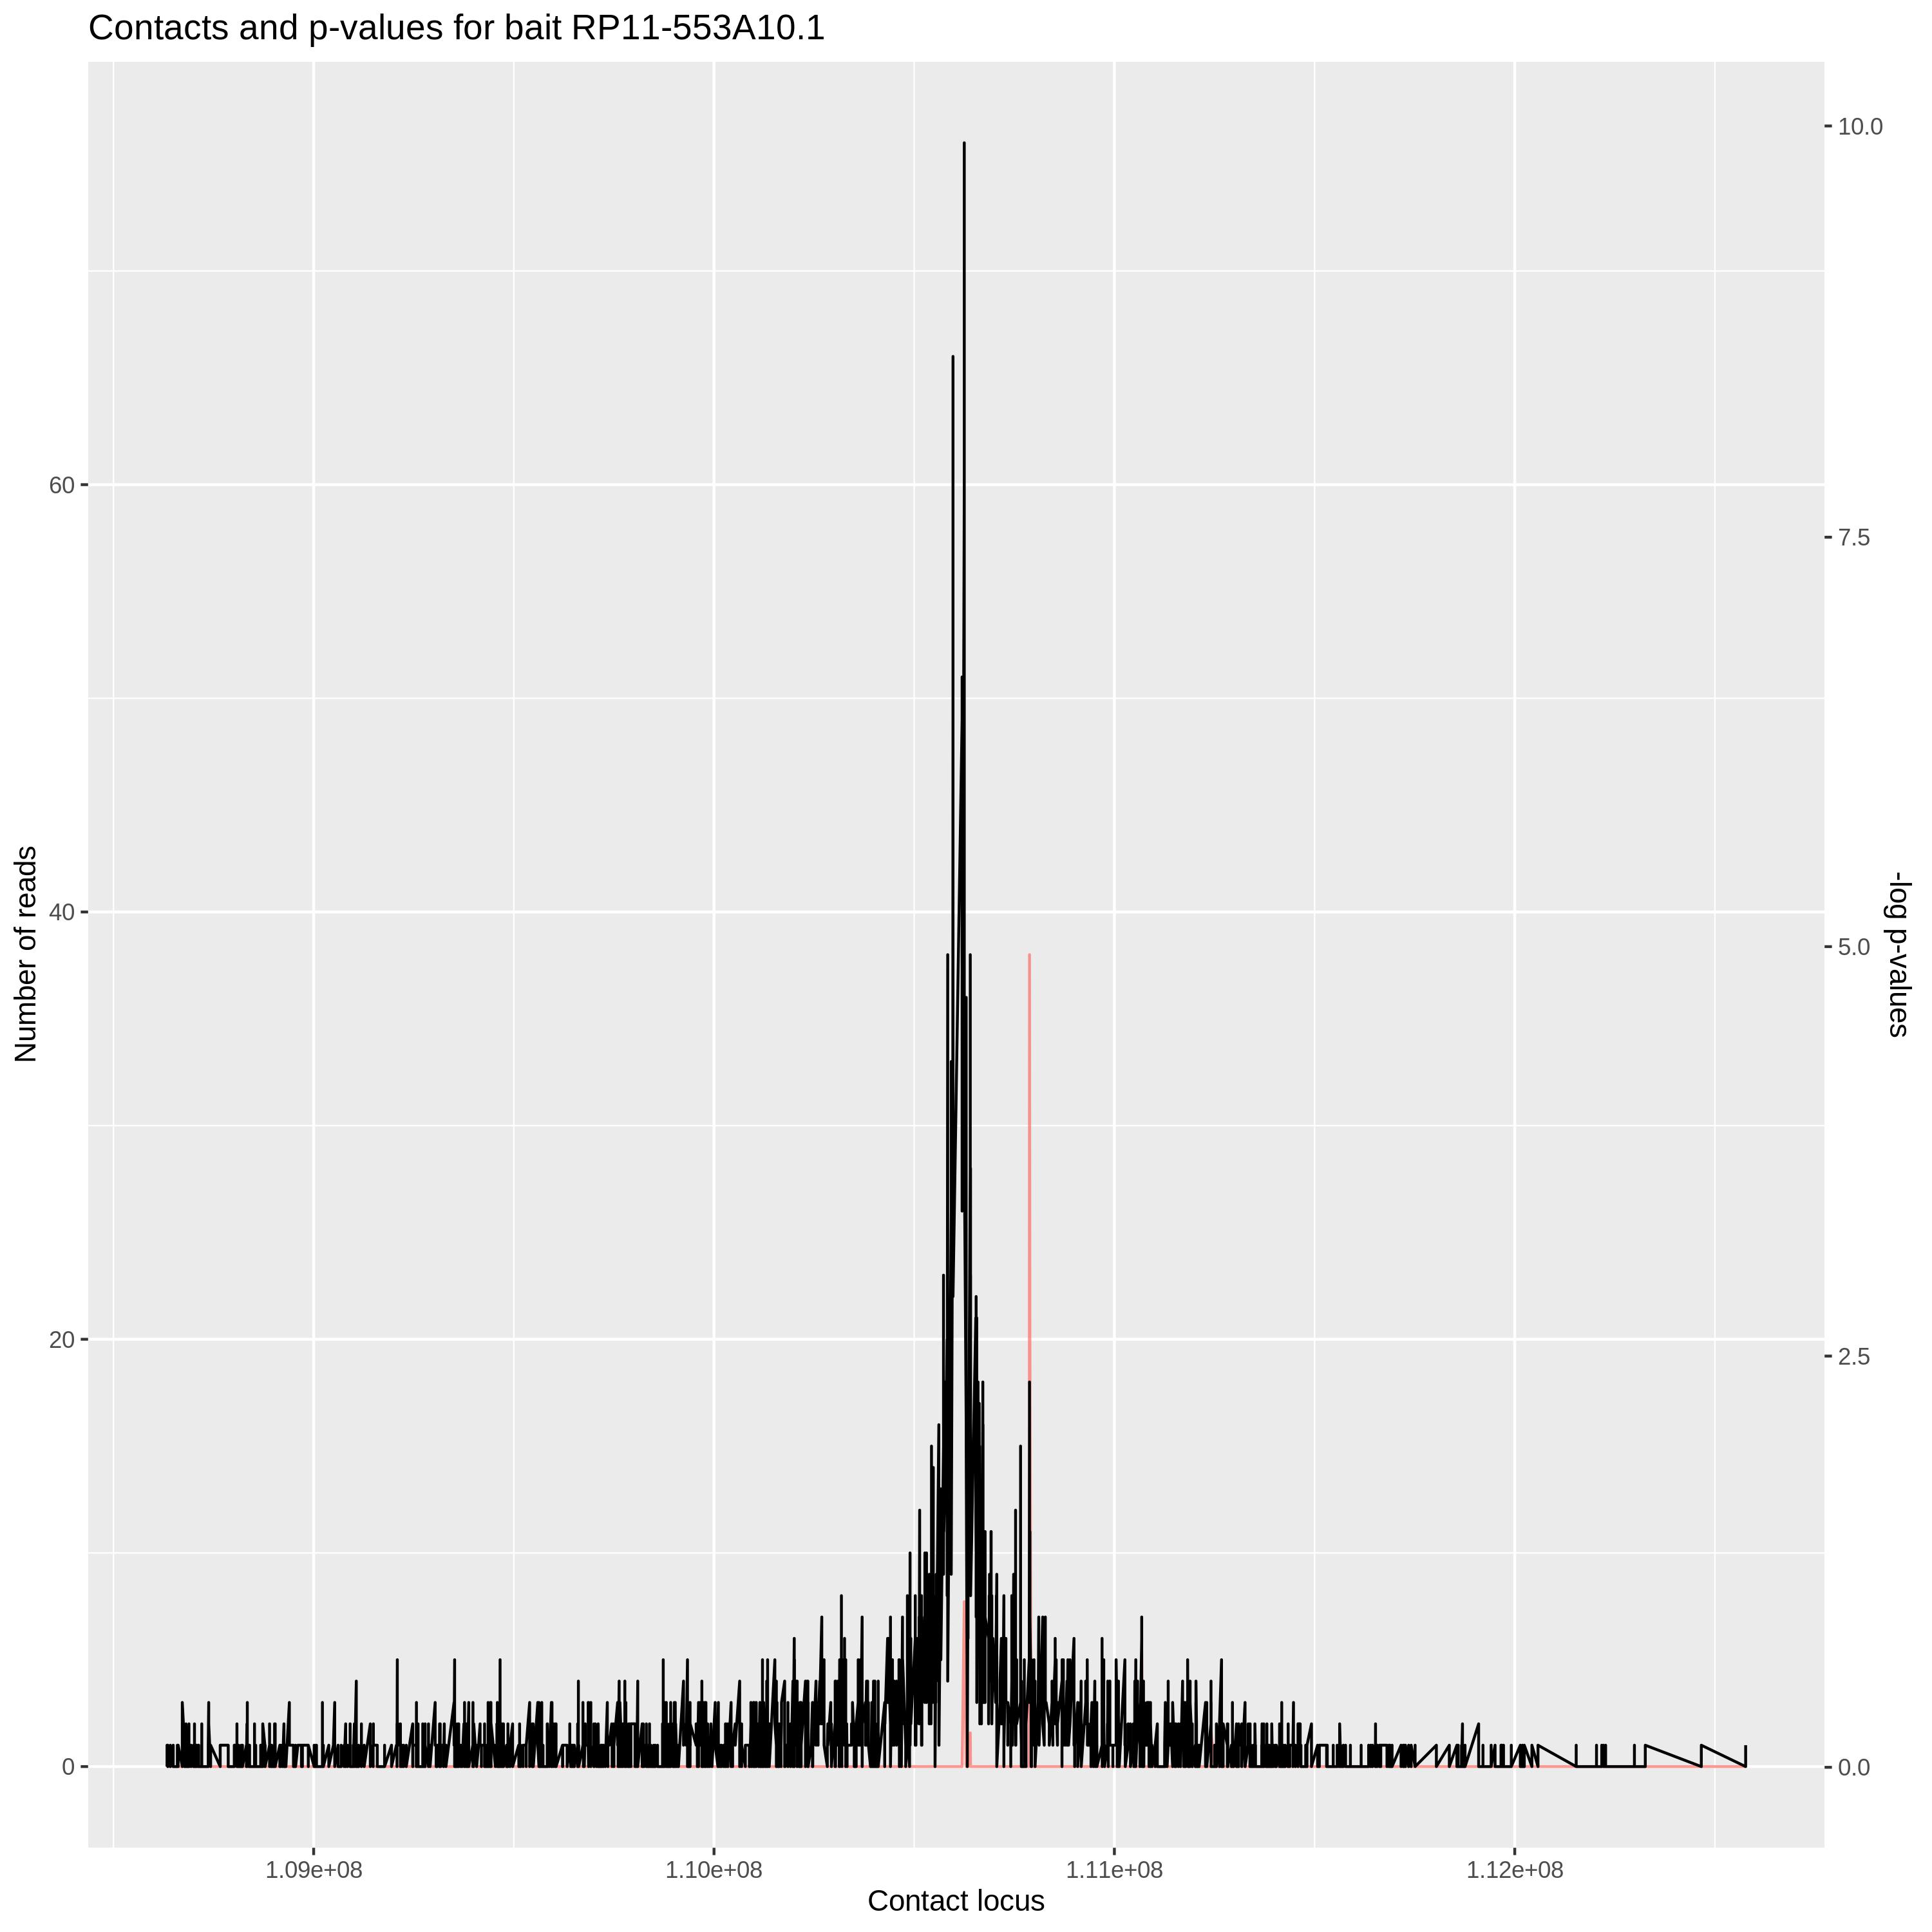 Contacts and p-values for bait RP11-553A10.1
10.0
60
7.5
Number of reads
-log p-values
40
5.0
20
2.5
0
0.0
1.09e+08 1.10e+08 1.11e+08 1.12e+08
Contact locus